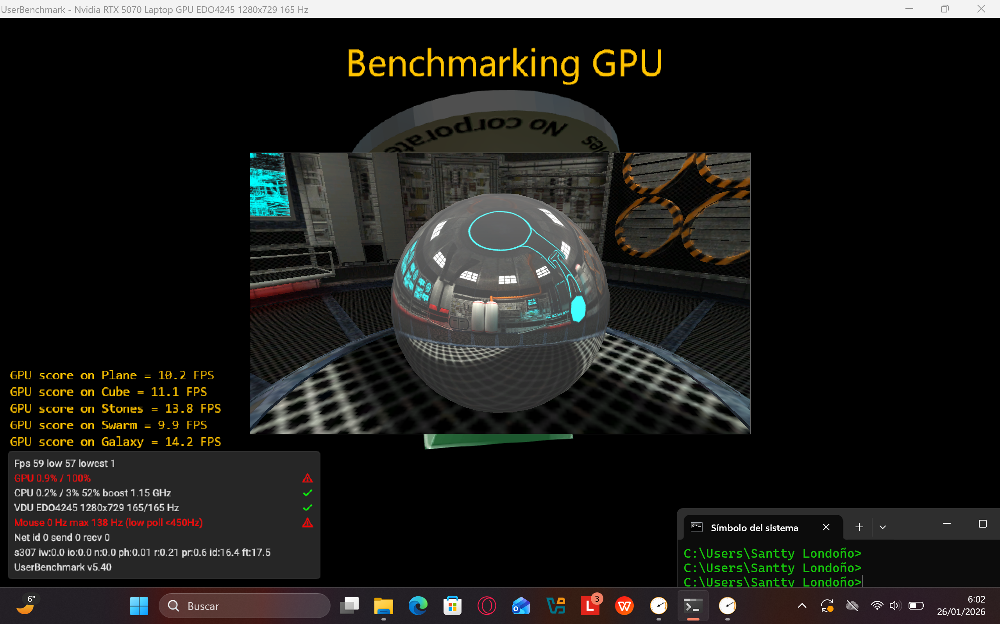 UserBenchmark - Nvidia RTX 5070 Laptop GPU EDO4245 1280x729 165 Hz
Benchmarking GPU
No corporate
les
GPU score on Plane = 10.2 FPS
GPU score on Cube = 11.1 FPS
GPU score on Stones = 13.8 FPS
GPU score on Swarm = 9.9 FPS
GPU score on Galaxy = 14.2 FPS
Fps 59 low 57 lowest 1
GPU 0.9% / 100%
CPU 0.2% / 3% 52% boost 1.15 GHz
VDU EDO4245 1280x729 165/165 Hz
Mouse 0 Hz max 138 Hz (low poll <450Hz)
Net id 0 send 0 recv 0
s307 iw:0.0 io:0.0 n:0.0 ph:0.01 r:0.21 pr:0.6 id:16.4 ft:17.5
UserBenchmark v5.40
Símbolo del sistema
C:\Users\Santty Londoño>
C:\Users\Santty Londoño>
C:\Users\Santty Londoño>
6°
Buscar
3
6:02
26/01/2026